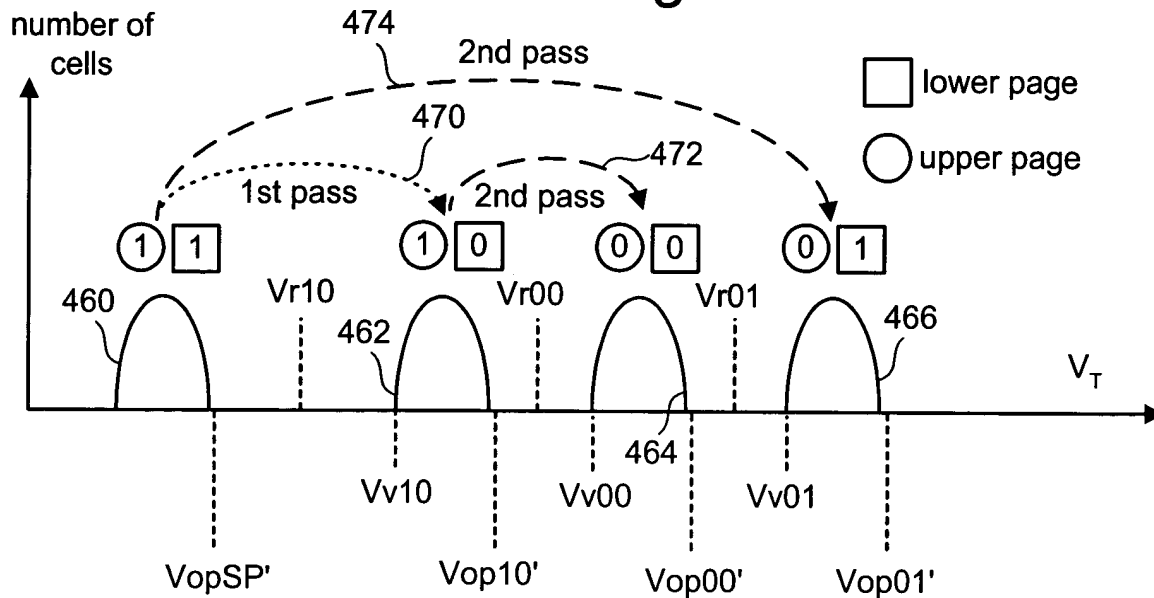 number of
cells
474
2nd pass
lower page
470
upper page
472
1st pass
2nd pass
1 1
1 0
0 0
0 1
Vr10
Vr00
Vr01
460
462
466
VT
464
Vv10
Vv00
Vv01
VopSP'
Vop10'
Vop00'
Vop01'